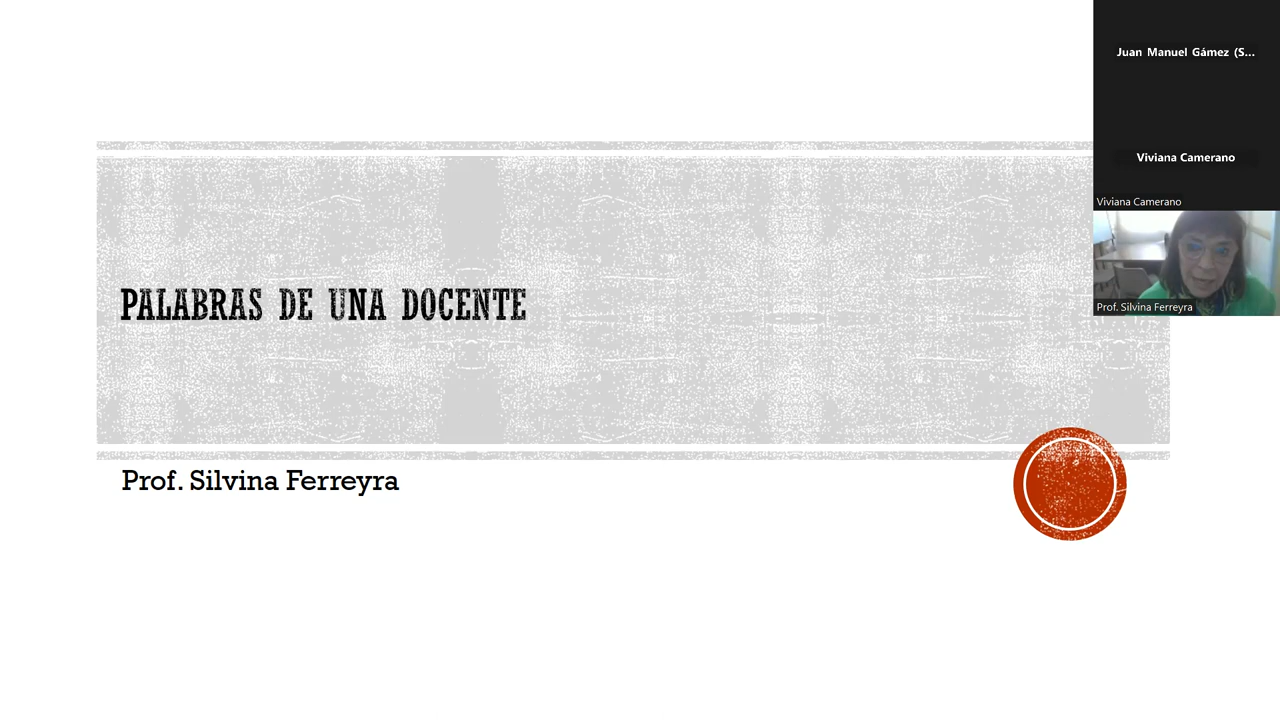 Juan Manuel Gámez (S...
Viviana Camerano
Viviana Camerano
Prof. Silvina Ferreyra
PALABRAS DE UNA DOCENTE
Prof. Silvina Ferreyra